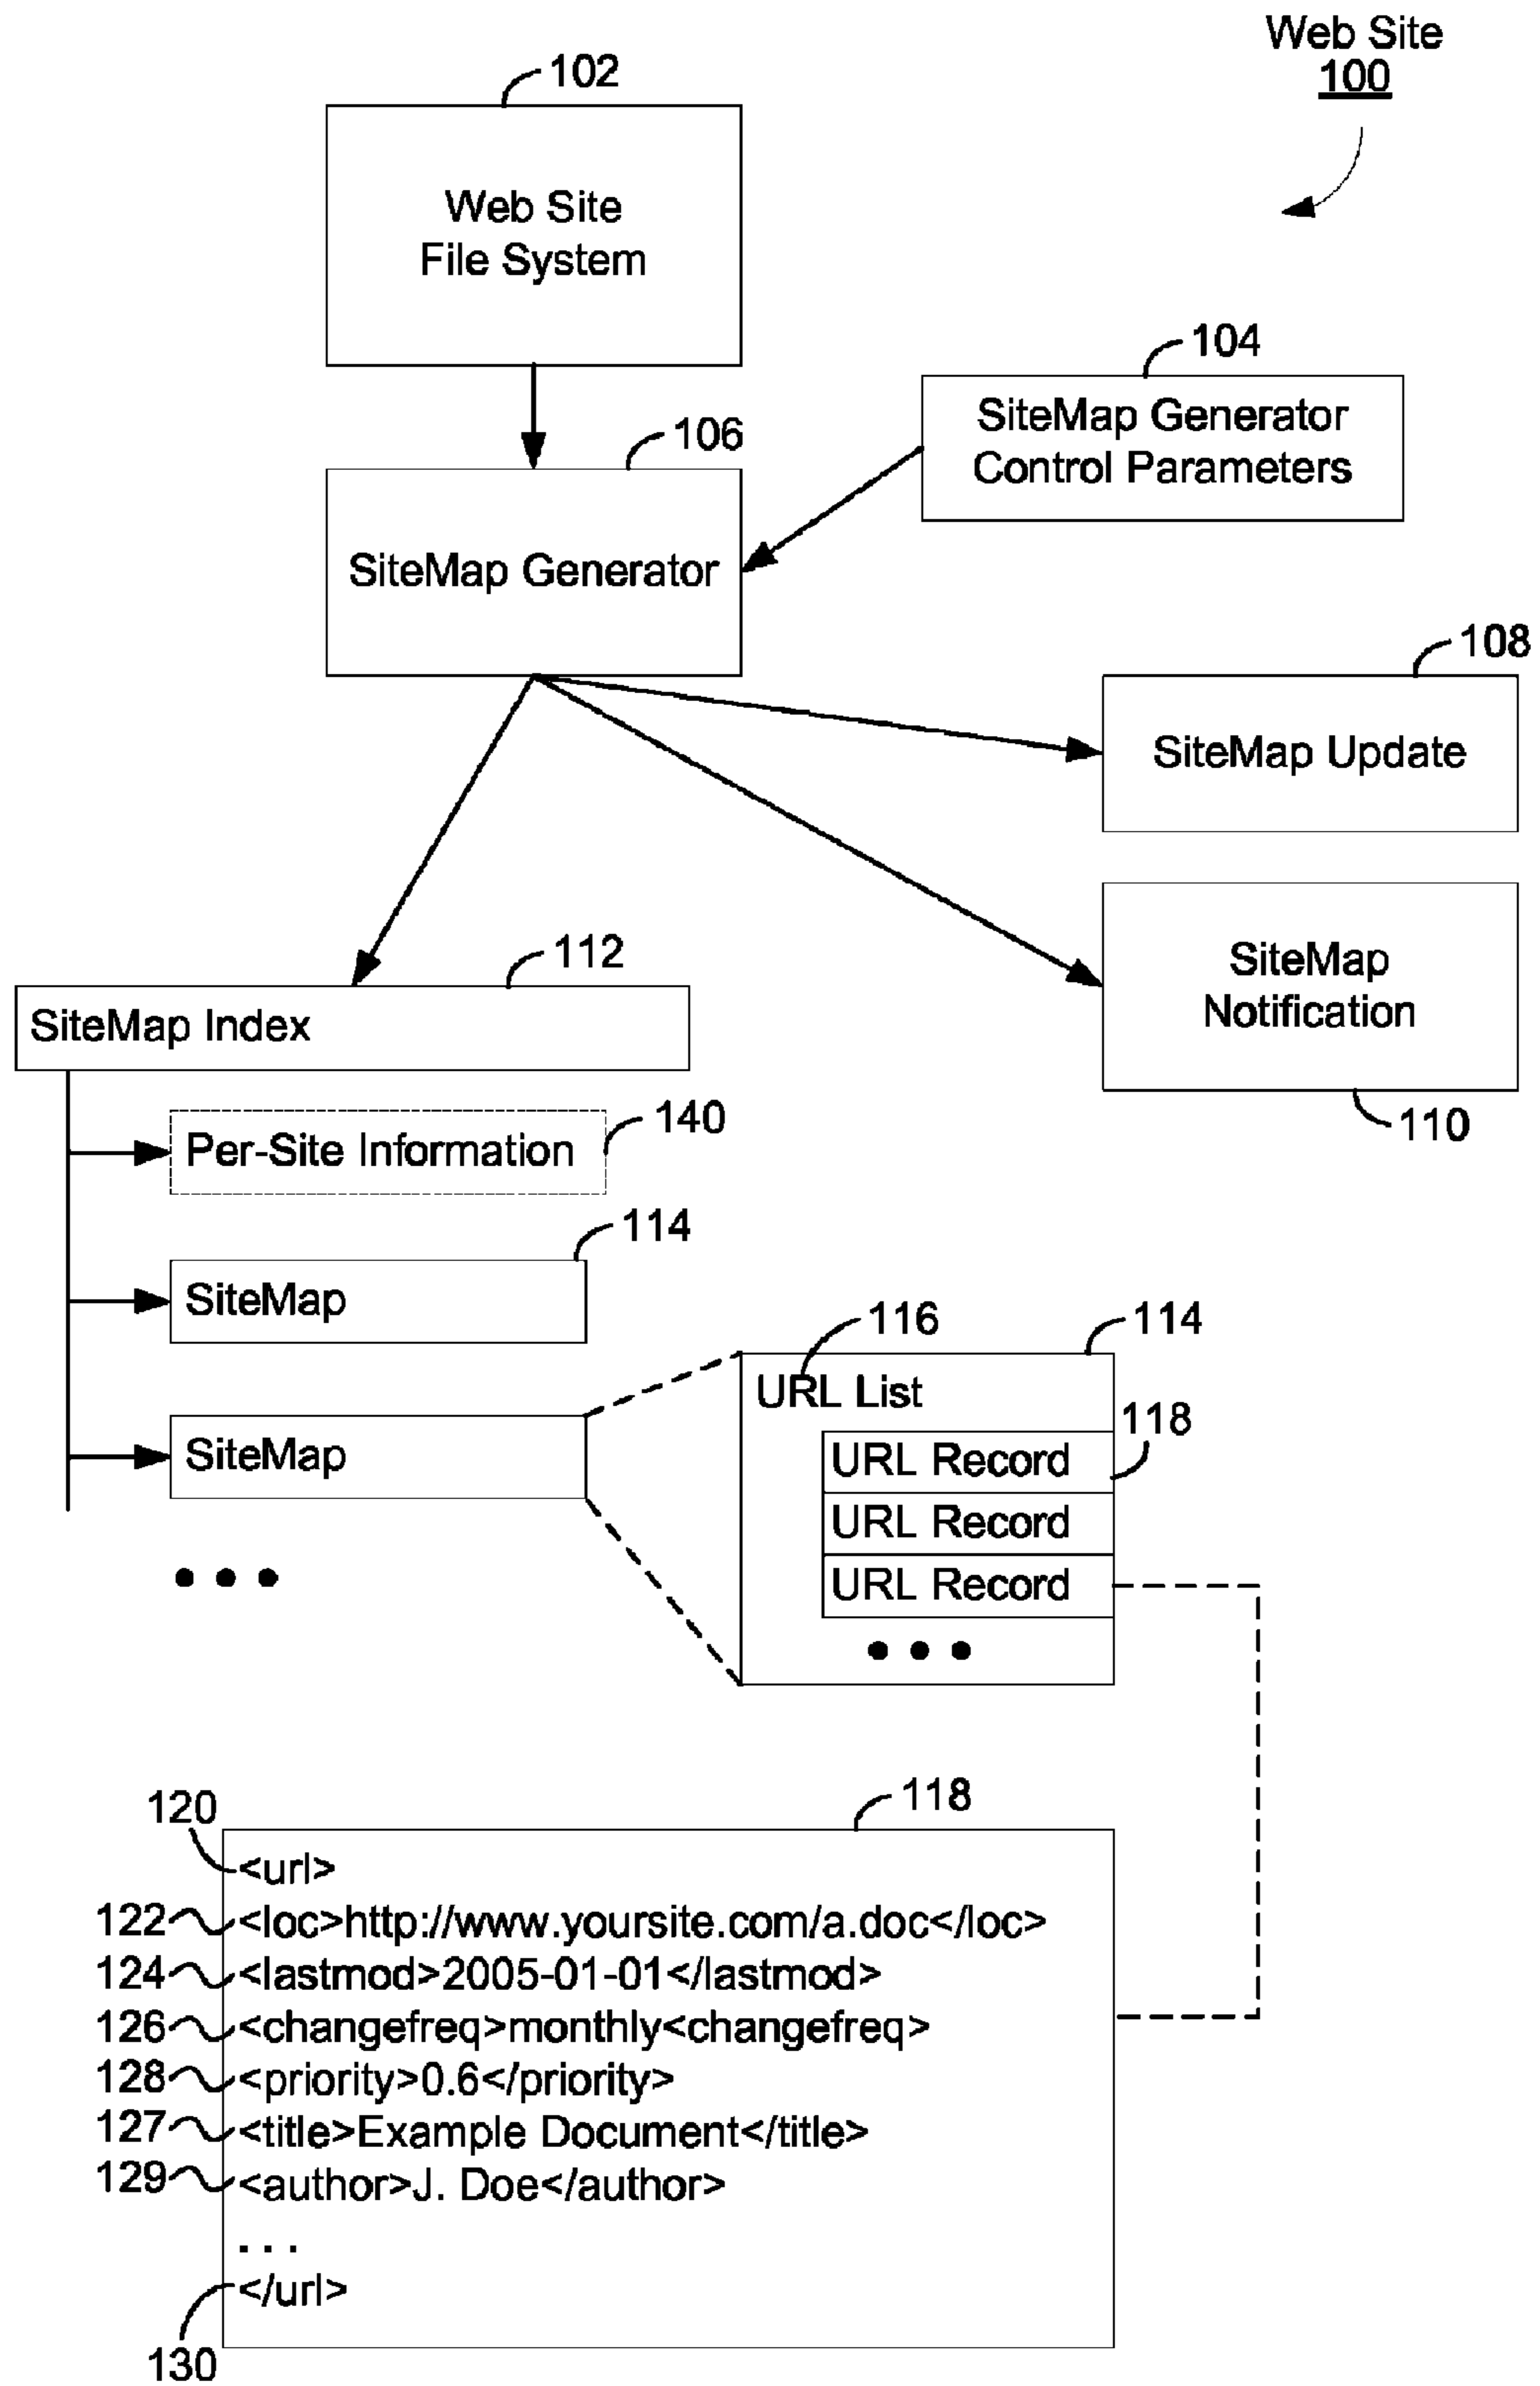 Web Site
100
102
Web Site
File System
104
SiteMap Generator
Control Parameters
106
SiteMap Generator
108
SiteMap Update
112
SiteMap Index
SiteMap
Notification
110
140
Per-Site Information
114
SiteMap
116
114
URL List
118
URL Record
SiteMap
URL Record
URL Record
118
120
<url>
122 <loc>http://www.yoursite.com/a.doc</loc>
124 <lastmod>2005-01-01</lastmod>
126 <changefreq>monthly<changefreq>
128 <priority>0.6</priority>
127 <title>Example Document</title>
129 <author>J. Doe</author>
...
</url>
130